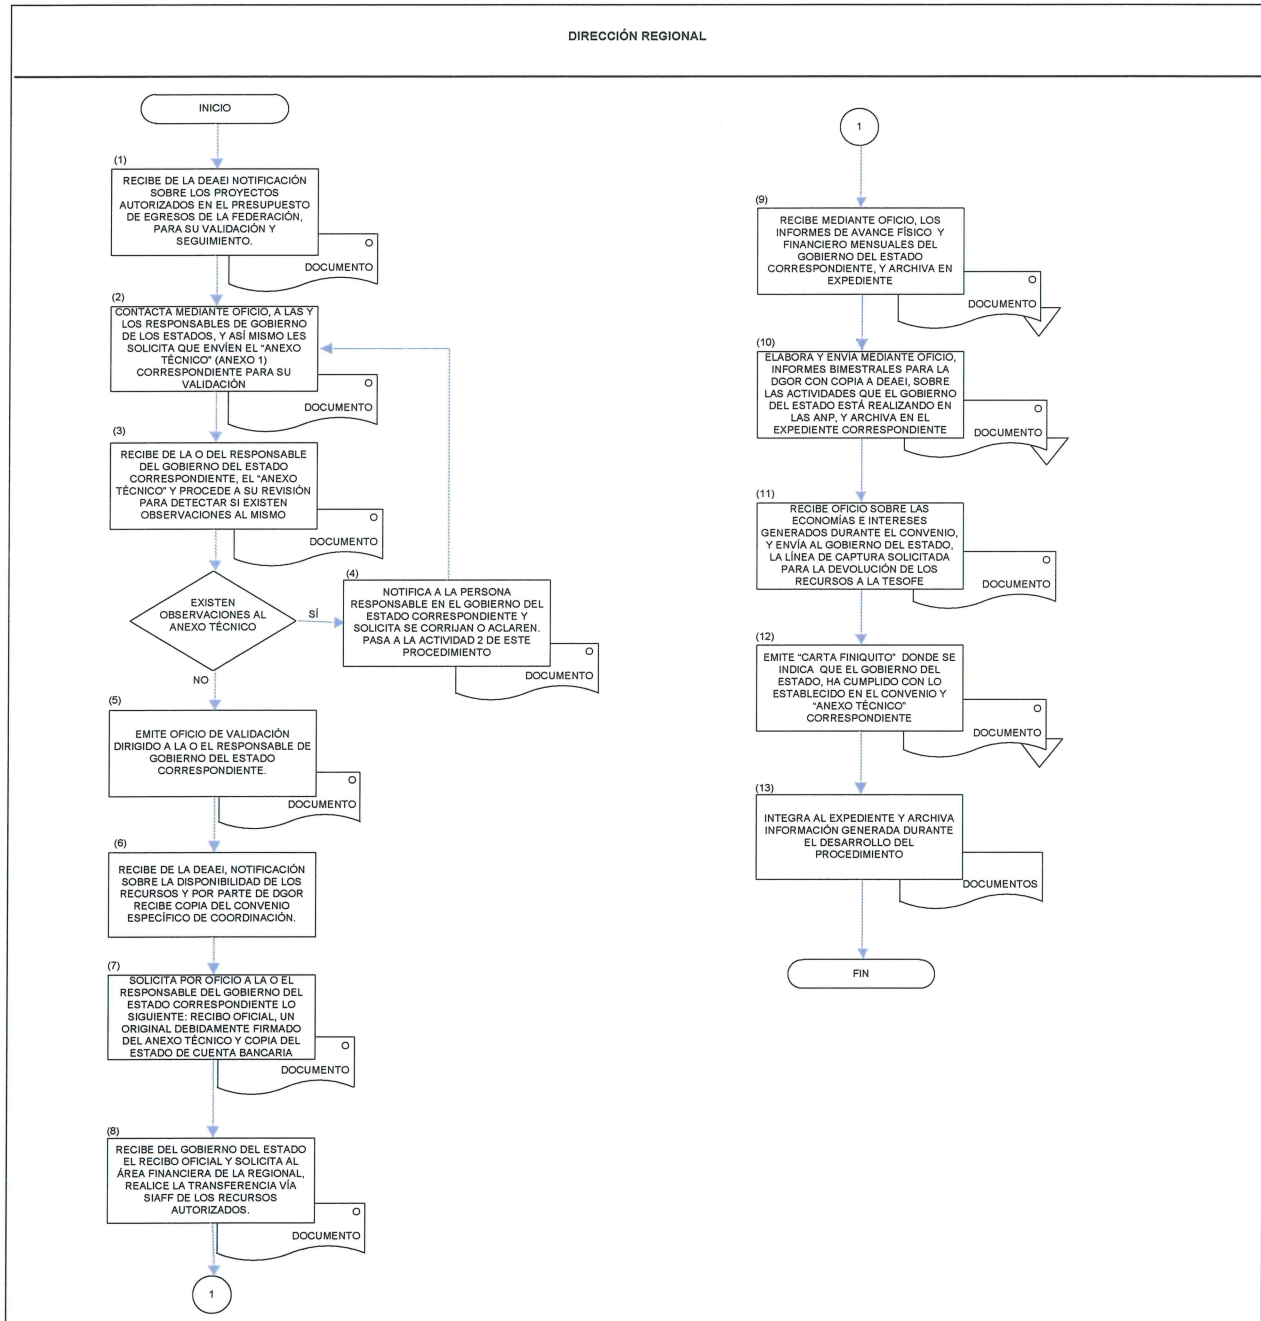 DIRECCIÓN REGIONAL
INICIO
(1)
RECIBE DE LA DEAEI NOTIFICACIÓN
SOBRE LOS PROYECTOS
AUTORIZADOS EN EL PRESUPUESTO
DE EGRESOS DE LA FEDERACIÓN,
PARA SU VALIDACIÓN Y
SEGUIMIENTO.
O
DOCUMENTO
(2)
CONTACTA MEDIANTE OFICIO, A LAS Y
LOS RESPONSABLES DE GOBIERNO
DE LOS ESTADOS, Y ASÍ MISMO LES
SOLICITA QUE ENVÍEN EL “ANEXO
TÉCNICO” (ANEXO 1)
CORRESPONDIENTE PARA SU
VALIDACIÓN
O
DOCUMENTO
(3)
RECIBE DE LA O DEL RESPONSABLE
DEL GOBIERNO DEL ESTADO
CORRESPONDIENTE, EL “ANEXO
TÉCNICO” Y PROCEDE A SU REVISIÓN
PARA DETECTAR SI EXISTEN
OBSERVACIONES AL MISMO
O
DOCUMENTO
EXISTEN
OBSERVACIONES AL
ANEXO TÉCNICO
SÍ
NO
(4)
NOTIFICA A LA PERSONA
RESPONSABLE EN EL GOBIERNO DEL
ESTADO CORRESPONDIENTE Y
SOLICITA SE CORRIJAN O ACLAREN.
PASA A LA ACTIVIDAD 2 DE ESTE
PROCEDIMIENTO
O
DOCUMENTO
(5)
EMITE OFICIO DE VALIDACIÓN
DIRIGIDO A LA O EL RESPONSABLE DE
GOBIERNO DEL ESTADO
CORRESPONDIENTE.
O
DOCUMENTO
(6)
RECIBE DE LA DEAEI, NOTIFICACIÓN
SOBRE LA DISPONIBILIDAD DE LOS
RECURSOS Y POR PARTE DE DGOR
RECIBE COPIA DEL CONVENIO
ESPECÍFICO DE COORDINACIÓN.
(7)
SOLICITA POR OFICIO A LA O EL
RESPONSABLE DEL GOBIERNO DEL
ESTADO CORRESPONDIENTE LO
SIGUIENTE: RECIBO OFICIAL, UN
ORIGINAL DEBIDAMENTE FIRMADO
DEL ANEXO TÉCNICO Y COPIA DEL
ESTADO DE CUENTA BANCARIA
O
DOCUMENTO
(8)
RECIBE DEL GOBIERNO DEL ESTADO
EL RECIBO OFICIAL Y SOLICITA AL
ÁREA FINANCIERA DE LA REGIONAL,
REALICE LA TRANSFERENCIA VÍA
SIAFF DE LOS RECURSOS
AUTORIZADOS.
O
DOCUMENTO
1
1
(9)
RECIBE MEDIANTE OFICIO, LOS
INFORMES DE AVANCE FÍSICO Y
FINANCIERO MENSUALES DEL
GOBIERNO DEL ESTADO
CORRESPONDIENTE, Y ARCHIVA EN
EXPEDIENTE
O
DOCUMENTO
(10)
ELABORA Y ENVÍA MEDIANTE OFICIO,
INFORMES BIMESTRALES PARA LA
DGOR CON COPIA A DEAEI, SOBRE
LAS ACTIVIDADES QUE EL GOBIERNO
DEL ESTADO ESTÁ REALIZANDO EN
LAS ANP, Y ARCHIVA EN EL
EXPEDIENTE CORRESPONDIENTE
O
DOCUMENTO
(11)
RECIBE OFICIO SOBRE LAS
ECONOMÍAS E INTERESES
GENERADOS DURANTE EL CONVENIO,
Y ENVÍA AL GOBIERNO DEL ESTADO,
LA LÍNEA DE CAPTURA SOLICITADA
PARA LA DEVOLUCIÓN DE LOS
RECURSOS A LA TESOFE
O
DOCUMENTO
(12)
EMITE “CARTA FINIQUITO” DONDE SE
INDICA QUE EL GOBIERNO DEL
ESTADO, HA CUMPLIDO CON LO
ESTABLECIDO EN EL CONVENIO Y
“ANEXO TÉCNICO”
CORRESPONDIENTE
O
DOCUMENTO
(13)
INTEGRA AL EXPEDIENTE Y ARCHIVA
INFORMACIÓN GENERADA DURANTE
EL DESARROLLO DEL
PROCEDIMIENTO
DOCUMENTOS
FIN